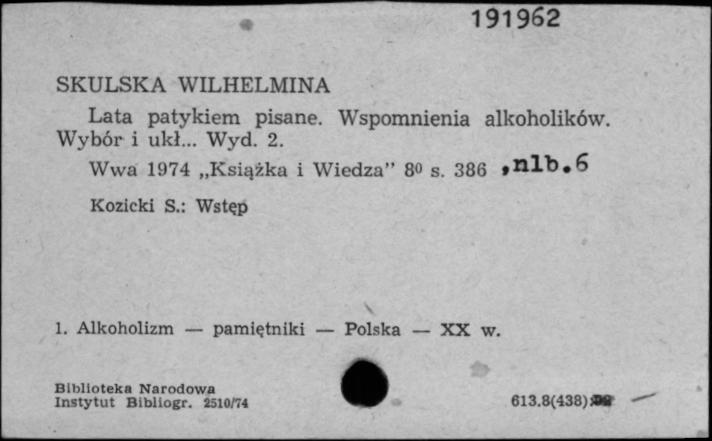 191962
SKULSKA WILHELMINA
Lata patykiem pisane. Wspomnienia alkoholików.
Wybór i ukł... Wyd. 2.
Wwa 1974 „Książka i Wiedza” 8⁰ s. 386 ,nlb.6
Kozicki S.: Wstęp
1. Alkoholizm — pamiętniki — Polska — XX w.
Biblioteka Narodowa
Instytut Bibliogr. 2510/74
613.8(438):